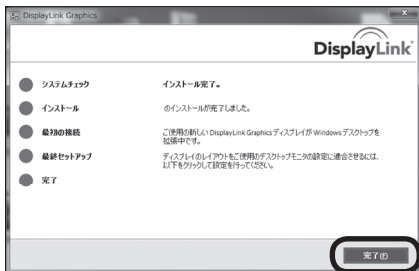 DisplayLink Graphics
DisplayLink
システムチェック
インストール完了。
インストール
のインストールが完了しました。
最初の接続
ご使用の新しい DisplayLink Graphics ディスプレイが Windows デスクトップを
拡張中です。
最終セットアップ
ディスプレイのレイアウトをご使用のデスクトップモニタの設定に適合させるには、
以下をクリックして設定を行ってください。
完了
完了(F)